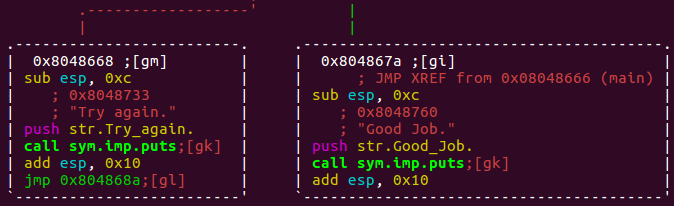 0x8048668 ;[gm]
sub esp, 0xc
; 0x8048733
; "Try again."
push str.Try_again.
call sym.imp.puts;[gk]
add esp, 0x10
jmp 0x804868a;[gl]
0x804867a ;[gi]
; JMP XREF from 0x08048666 (main)
sub esp, 0xc
; 0x8048760
; "Good Job."
push str.Good_Job.
call sym.imp.puts;[gk]
add esp, 0x10